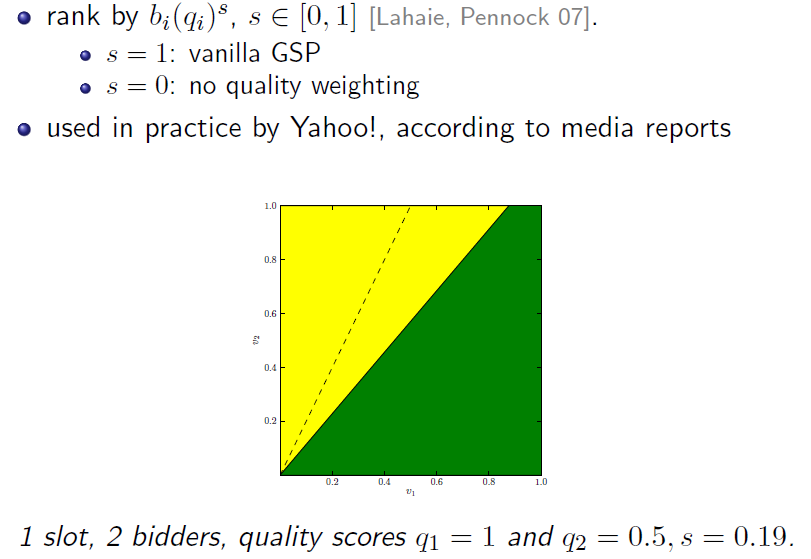 rank by b_i(q_i)^s, s ∈ [0, 1] [Lahaie, Pennock 07].
s = 1: vanilla GSP
s = 0: no quality weighting
used in practice by Yahoo!, according to media reports
1.0
0.8
0.6
v_2
0.4
0.2
0.2 0.4 0.6 0.8 1.0
v_1
1 slot, 2 bidders, quality scores q_1 = 1 and q_2 = 0.5, s = 0.19.